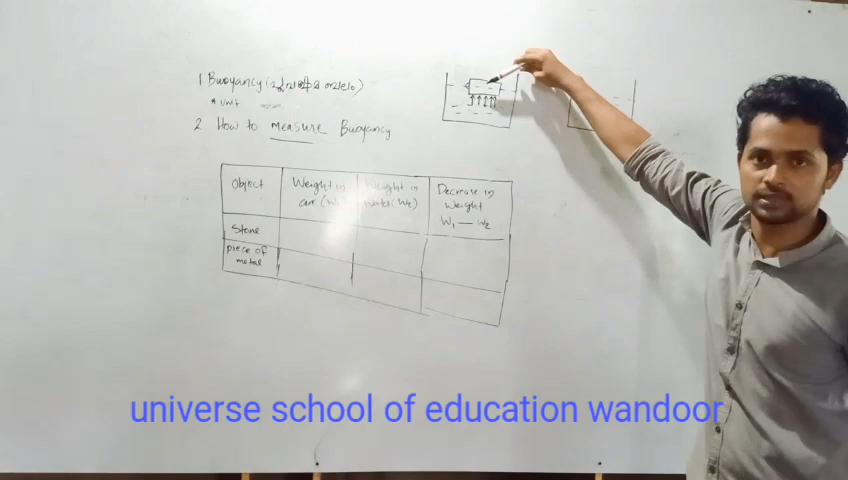 1. Buoyancy (
* unit
2 How to measure Buoyancy
Object
Weight in
air (W1
Weight in
water (W2)
Decrease in
Weight
W1 — W2
Stone
piece of
metal
universe school of education wandoor